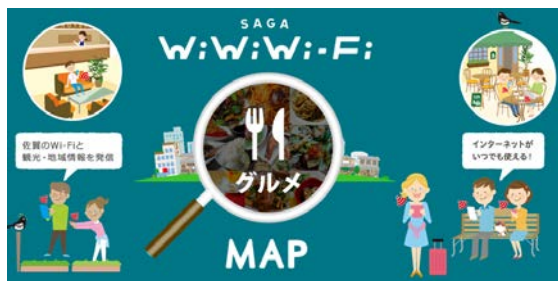 SAGA
WiWiWi-Fi
佐賀のWi-Fiと
観光・地域情報を発信
インターネットが
いつでも使える!
グルメ
MAP